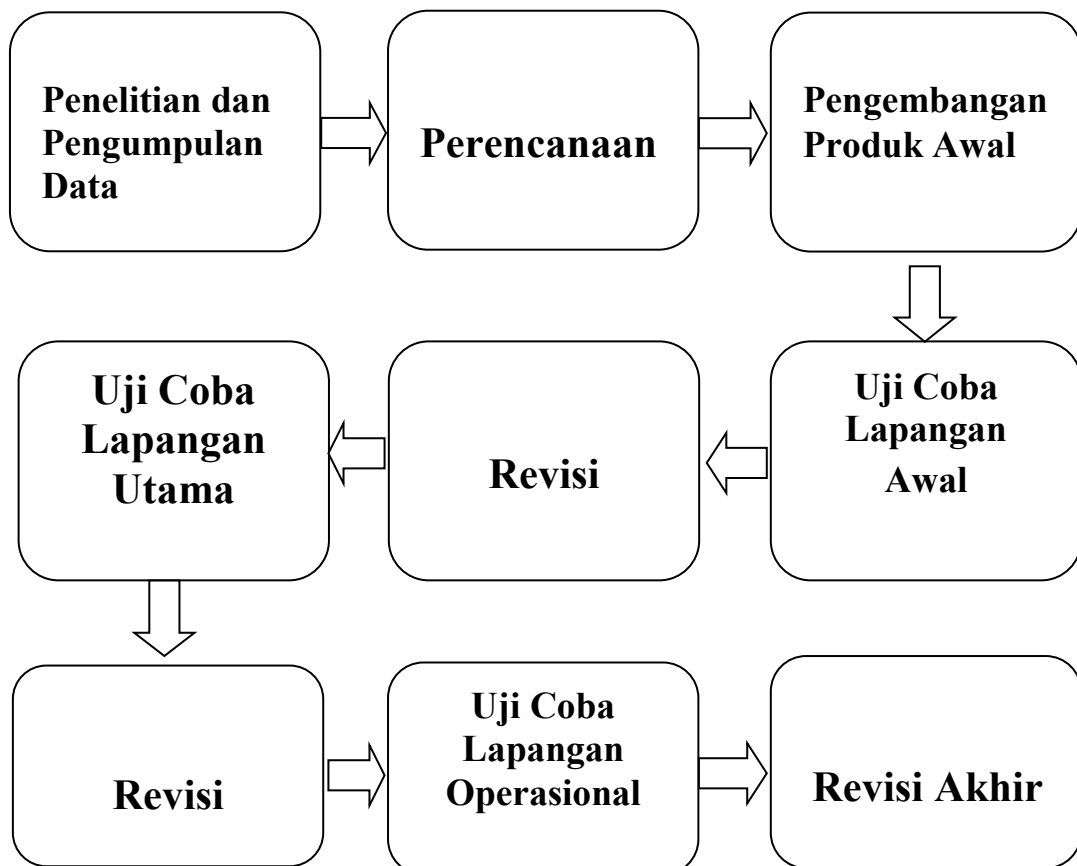 Penelitian dan
Pengumpulan
Data
Perencanaan
Pengembangan
Produk Awal
Uji Coba
Lapangan
Awal
Revisi
Uji Coba
Lapangan
Utama
Revisi
Uji Coba
Lapangan
Operasional
Revisi Akhir